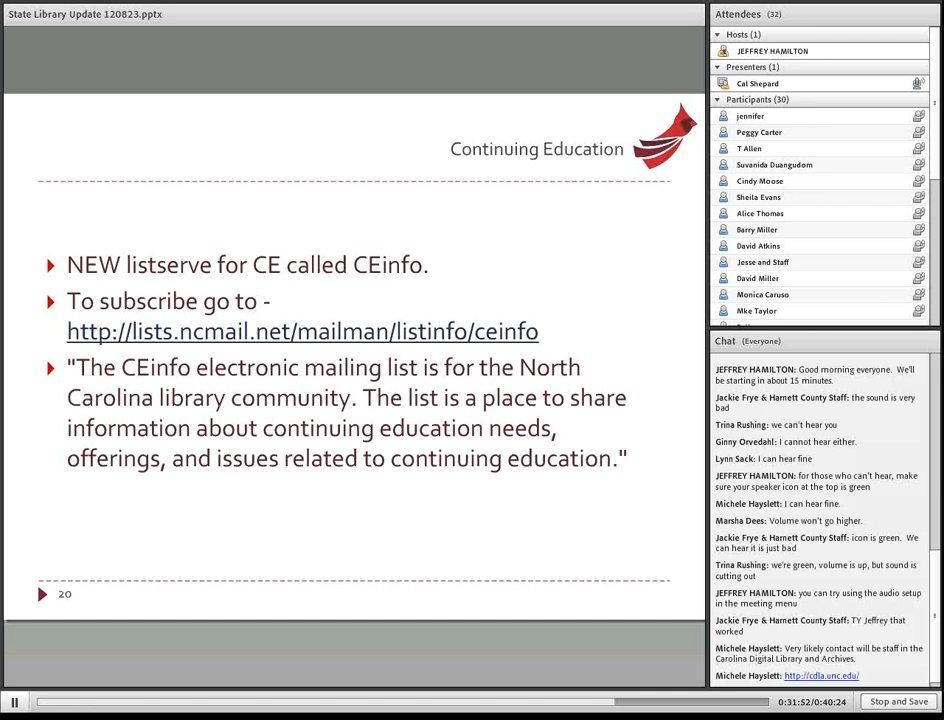 State Library Update 120823.pptx
Continuing Education
NEW listserve for CE called CEinfo.
To subscribe go to -
http://lists.ncmail.net/mailman/listinfo/ceinfo
"The CEinfo electronic mailing list is for the North
Carolina library community. The list is a place to share
information about continuing education needs,
offerings, and issues related to continuing education."
20
Attendees (32)
Hosts (1)
JEFFREY HAMILTON
Presenters (1)
Cal Shepard
Participants (30)
jennifer
Peggy Carter
T Allen
Suvanida Duangudom
Cindy Moose
Sheila Evans
Alice Thomas
Barry Miller
David Atkins
Jesse and Staff
David Miller
Monica Caruso
Mke Taylor
Chat (Everyone)
JEFFREY HAMILTON: Good morning everyone. We'll
be starting in about 15 minutes.
Jackie Frye & Harnett County Staff: the sound is very
bad
Trina Rushing: we can't hear you
Ginny Orvedahl: I cannot hear either.
Lynn Sack: I can hear fine
JEFFREY HAMILTON: for those who can't hear, make
sure your speaker icon at the top is green
Michele Hayslett: I can hear fine.
Marsha Dees: Volume won't go higher.
Jackie Frye & Harnett County Staff: icon is green. We
can hear it is just bad
Trina Rushing: we're green, volume is up, but sound is
cutting out
JEFFREY HAMILTON: you can try using the audio setup
in the meeting menu
Jackie Frye & Harnett County Staff: TY Jeffrey that
worked
Michele Hayslett: Very likely contact will be staff in the
Carolina Digital Library and Archives.
Michele Hayslett: http://cdla.unc.edu/
0:31:52/0:40:24
Stop and Save